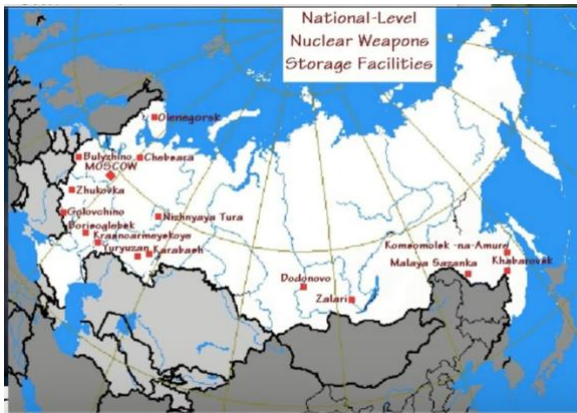 National-Level
Nuclear Weapons
Storage Facilities
Olenegorsk
Bulyzhino
Chebsara
MOSCOW
Zhukovka
Golovchino
Nizhnyaya Tura
Borisoglebsk
Krasnoarmeyskoye
Yuryuzan
Karabash
Komsomolsk-na-Amure
Malaya Sazanka
Khabarovsk
Dodonovo
Zalari